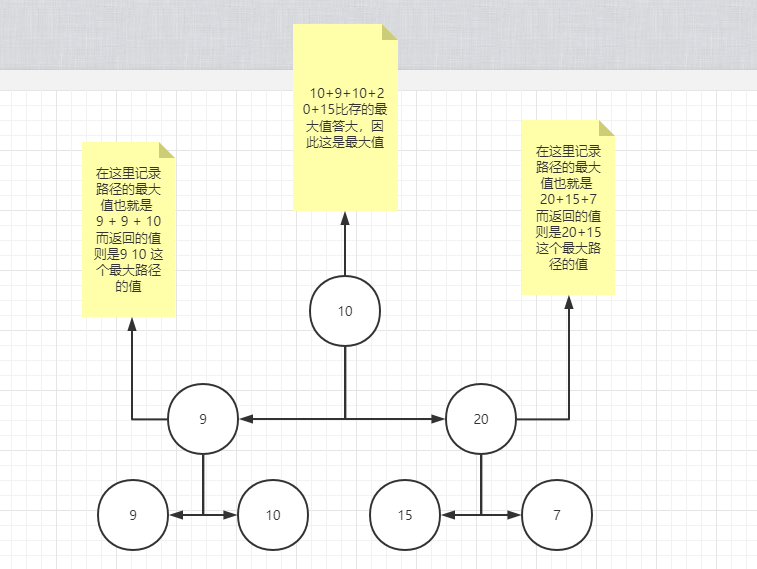 10+9+10+2
0+15比存的最
大值答大，因
此这是最大值
在这里记录
路径的最大
值也就是
9 + 9 + 10
而返回的值
则是9 10 这
个最大路径
的值
在这里记录
路径的最大
值也就是
20+15+7
而返回的值
则是20+15
这个最大路
径的值
10
9
20
9
10
15
7